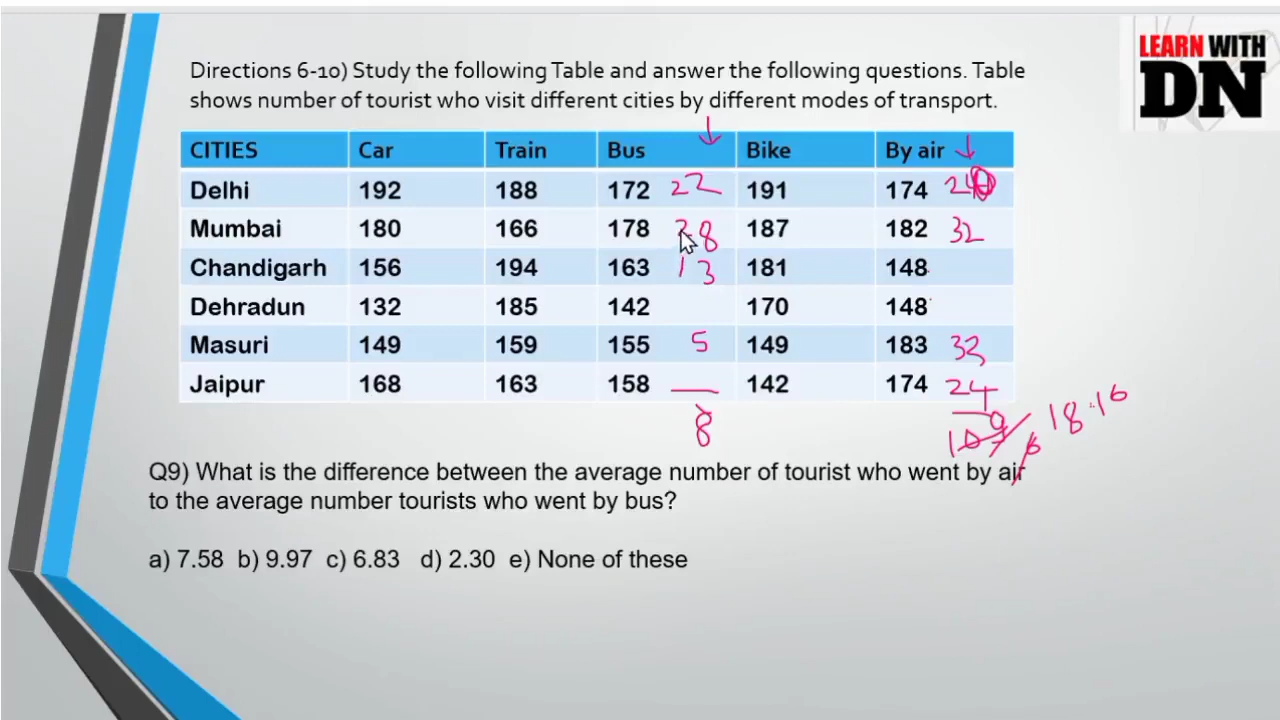 LEARN WITH
DN
Directions 6-10) Study the following Table and answer the following questions. Table
shows number of tourist who visit different cities by different modes of transport.
CITIES Car Train Bus Bike By air
Delhi 192 188 172 22 191 174 24
Mumbai 180 166 178 28 187 182 32
Chandigarh 156 194 163 13 181 148
Dehradun 132 185 142 170 148
Masuri 149 159 155 5 149 183 33
Jaipur 168 163 158 142 174 24
8 109/6 18.16
Q9) What is the difference between the average number of tourist who went by air
to the average number tourists who went by bus?
a) 7.58 b) 9.97 c) 6.83 d) 2.30 e) None of these